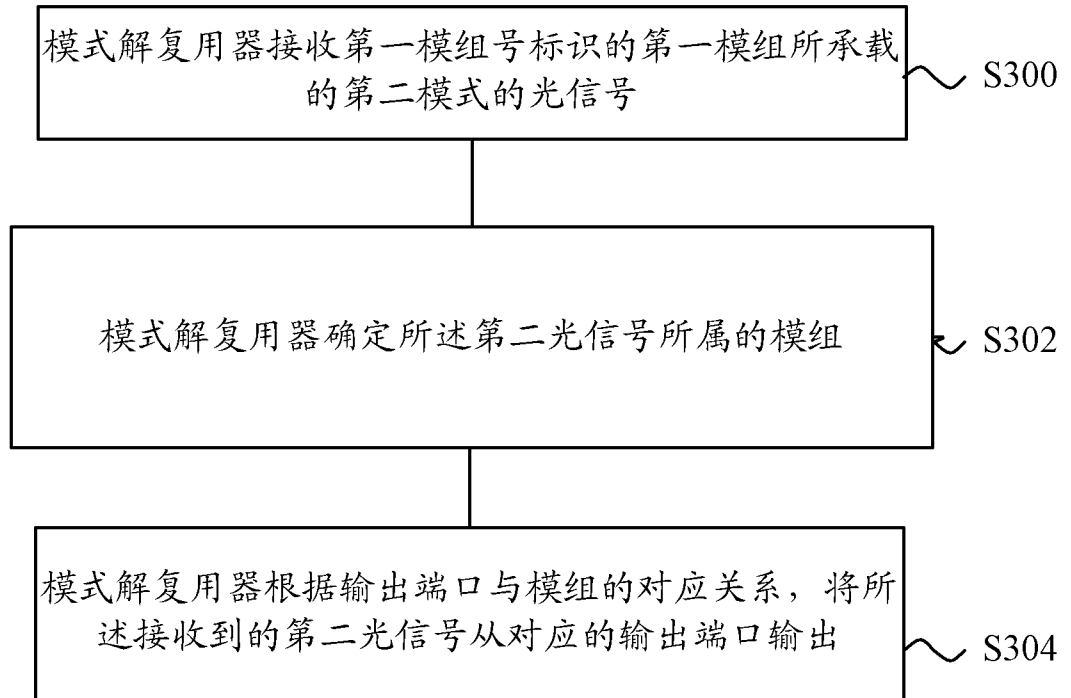 模式解复用器接收第一模组号标识的第一模组所承载
的第二模式的光信号
S300
模式解复用器确定所述第二光信号所属的模组
S302
模式解复用器根据输出端口与模组的对应关系，将所
述接收到的第二光信号从对应的输出端口输出
S304